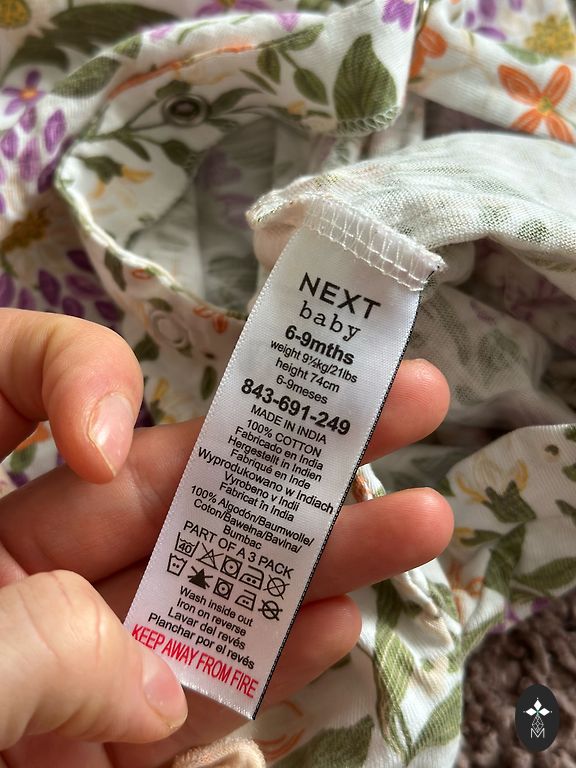 NEXT
baby
6-9mths
weight 9½kg/21lbs
height 74cm
6-9meses
843-691-249
MADE IN INDIA
100% COTTON
Fabricado en India
Hergestellt in Indien
Fabriqué en Inde
Wyprodukowano w Indiach
Vyrobeno v Indii
Fabricat în India
100% Algodón/Baumwolle/
Coton/Bawełna/Bavlna/
Bumbac
PART OF A 3 PACK
40
Wash inside out
Iron on reverse
Lavar del revés
Planchar por el revés
KEEP AWAY FROM FIRE